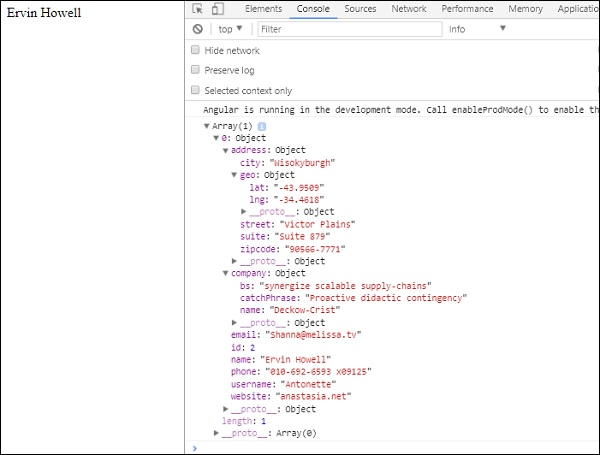 Ervin Howell
Elements Console Sources Network Performance Memory Applicatio
top Filter Info
Hide network
Preserve log
Selected context only
Angular is running in the development mode. Call enableProdMode() to enable th
Array(1)
0: Object
address: Object
city: "Wisokyburgh"
geo: Object
lat: "-43.9509"
lng: "-34.4618"
__proto__: Object
street: "Victor Plains"
suite: "Suite 879"
zipcode: "90566-7771"
__proto__: Object
company: Object
bs: "synergize scalable supply-chains"
catchPhrase: "Proactive didactic contingency"
name: "Deckow-Crist"
__proto__: Object
email: "Shanna@melissa.tv"
id: 2
name: "Ervin Howell"
phone: "010-692-6593 x09125"
username: "Antonette"
website: "anastasia.net"
__proto__: Object
length: 1
__proto__: Array(0)